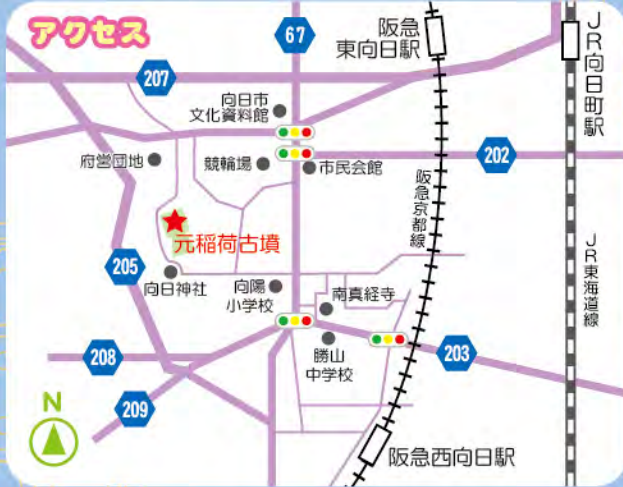 アクセス
67
阪急
東向日駅
JR向日町駅
207
向日市
文化資料館
202
府営団地
競輪場
市民会館
阪急京都線
元稲荷古墳
205
向日神社
向陽
小学校
南真経寺
JR東海道線
208
勝山
中学校
203
209
N
阪急西向日駅